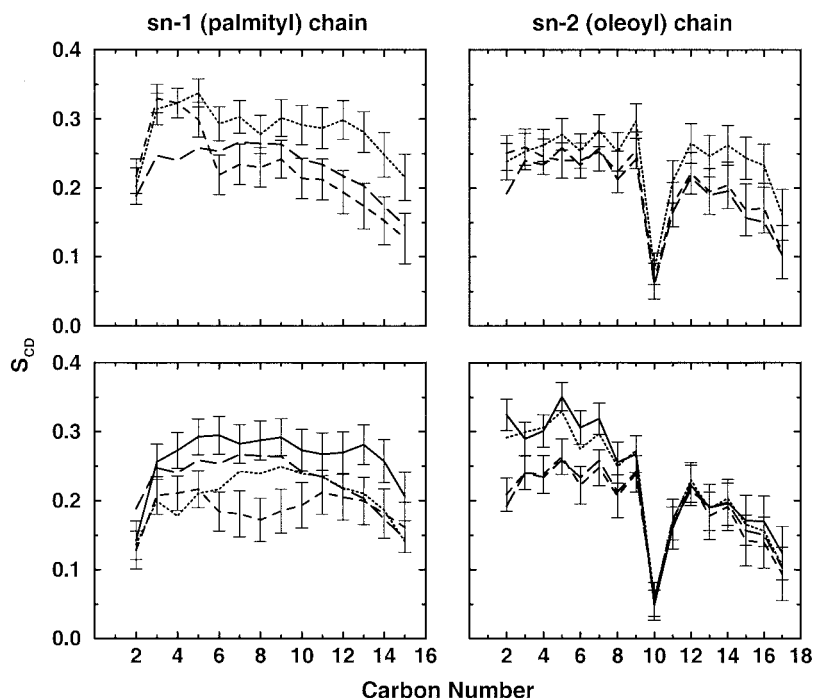 sn-1 (palmityl) chain
sn-2 (oleoyl) chain
0.4
0.3
0.2
0.1
0.0
S_CD
0.4
0.3
0.2
0.1
0.0
2 4 6 8 10 12 14 16
2 4 6 8 10 12 14 16 18
Carbon Number